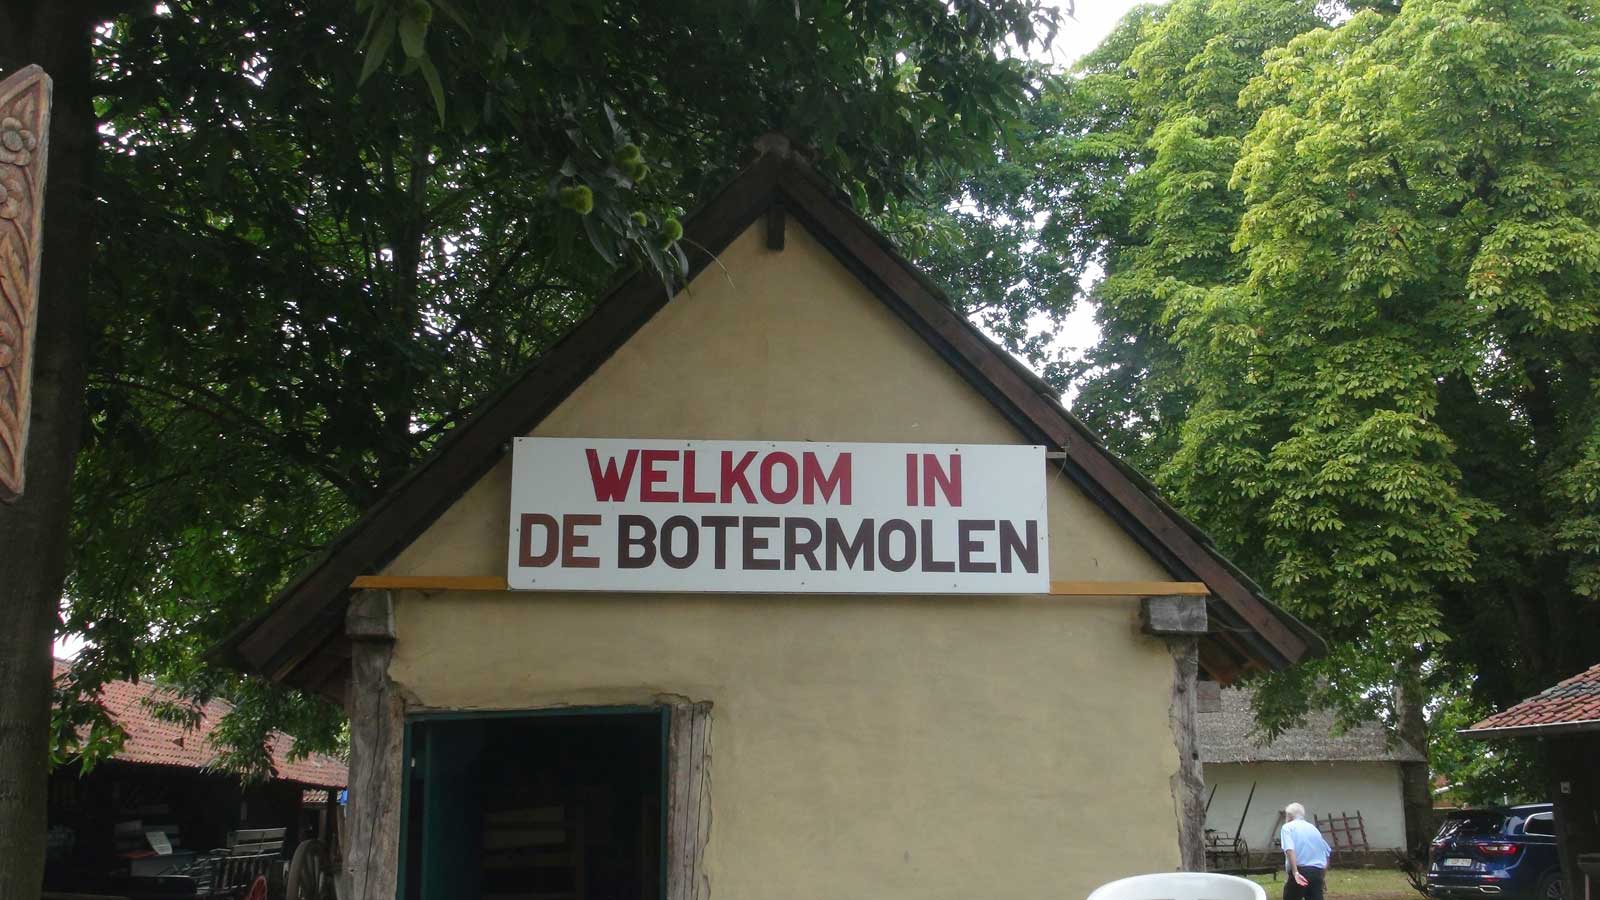 WELKOM IN
DE BOTERMOLEN